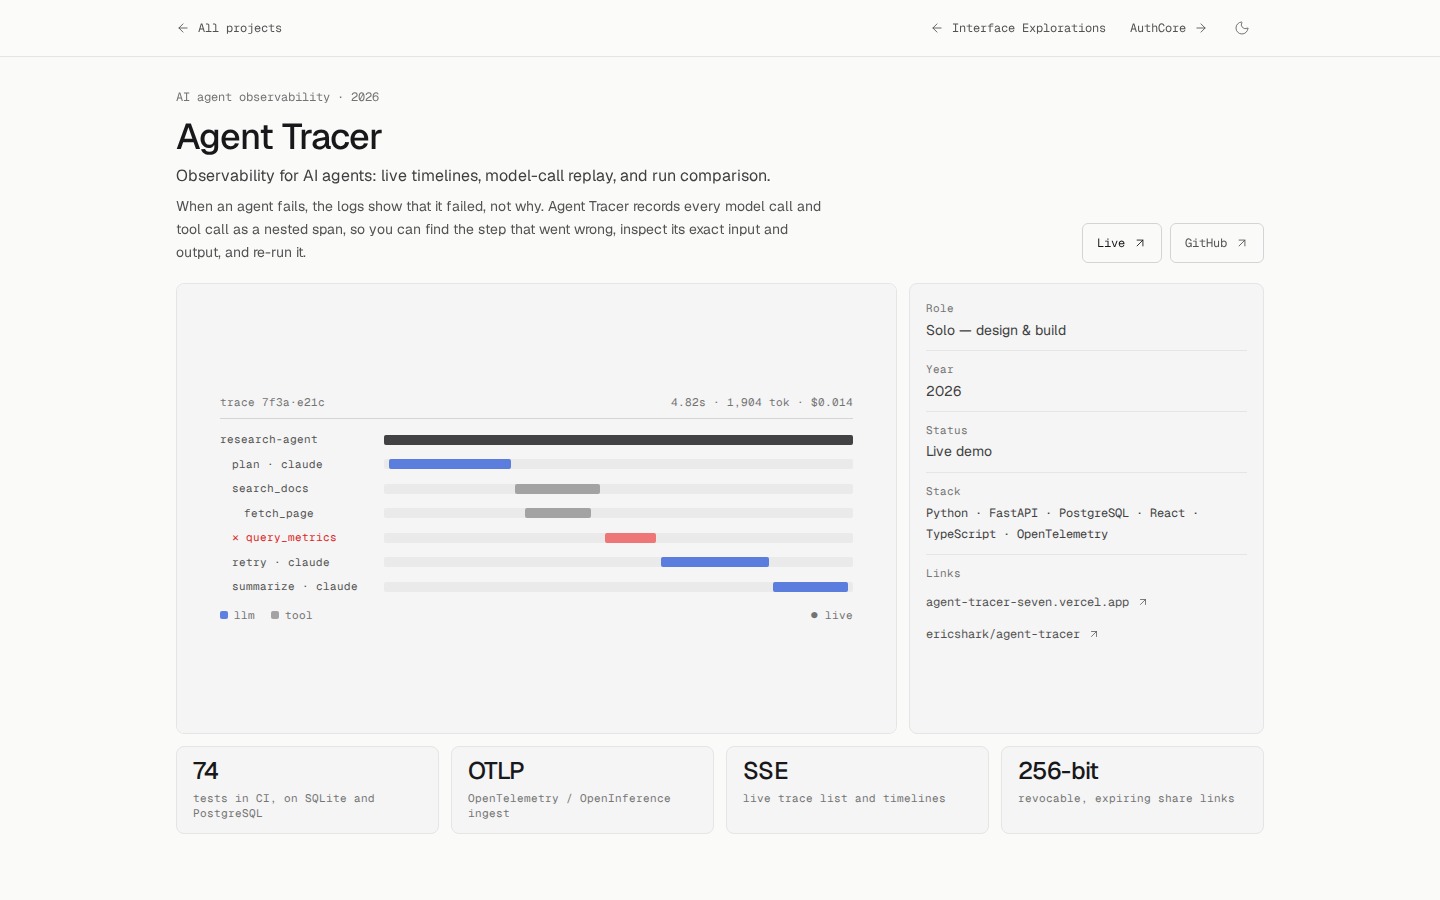 ← All projects
← Interface Explorations
AuthCore →
AI agent observability · 2026
Agent Tracer
Observability for AI agents: live timelines, model-call replay, and run comparison.
When an agent fails, the logs show that it failed, not why. Agent Tracer records every model call and
tool call as a nested span, so you can find the step that went wrong, inspect its exact input and
output, and re-run it.
Live ↗
GitHub ↗
trace 7f3a·e21c
4.82s · 1,904 tok · $0.014
research-agent
plan · claude
search_docs
fetch_page
× query_metrics
retry · claude
summarize · claude
llm
tool
● live
Role
Solo — design & build
Year
2026
Status
Live demo
Stack
Python · FastAPI · PostgreSQL · React ·
TypeScript · OpenTelemetry
Links
agent-tracer-seven.vercel.app ↗
ericshark/agent-tracer ↗
74
tests in CI, on SQLite and
PostgreSQL
OTLP
OpenTelemetry / OpenInference
ingest
SSE
live trace list and timelines
256-bit
revocable, expiring share links